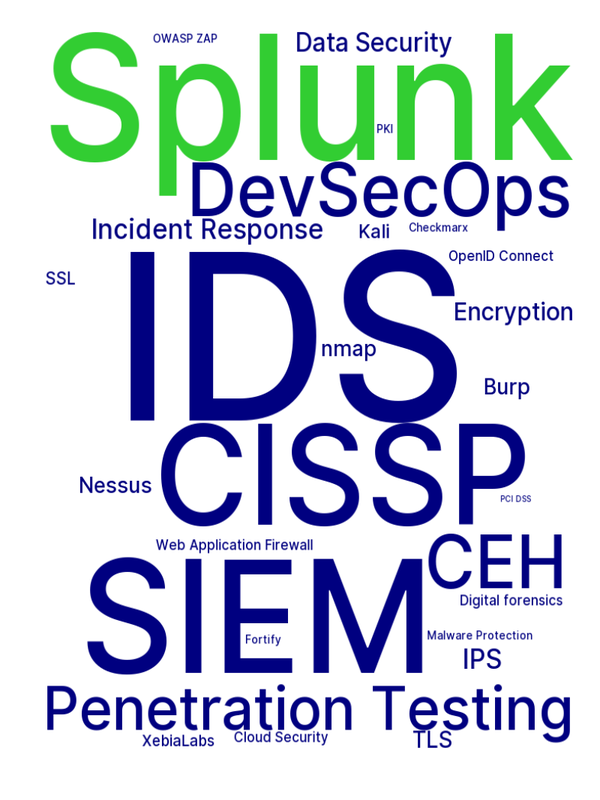 OWASP ZAP
Data Security
Splunk
PKI
DevSecOps
Incident Response
Kali
Checkmarx
OpenID Connect
SSL
IDS
Encryption
nmap
Burp
CISSP
Nessus
PCI DSS
Web Application Firewall
CEH
SIEM
Digital forensics
Fortify
Malware Protection
IPS
Penetration Testing
XebiaLabs
Cloud Security
TLS